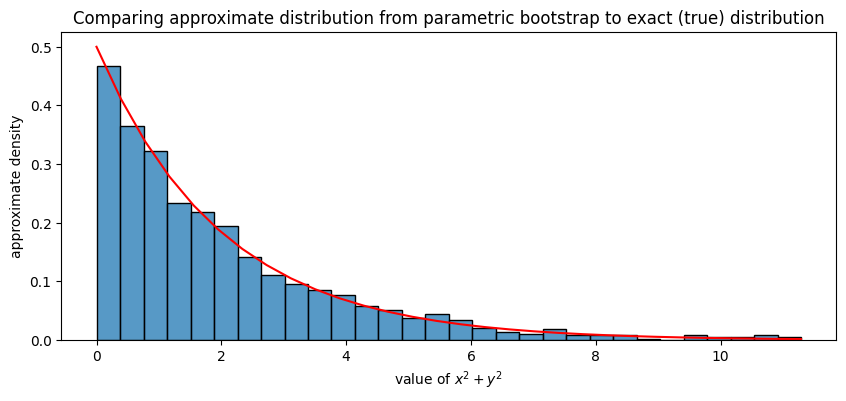 Comparing approximate distribution from parametric bootstrap to exact (true) distribution
approximate density
0.5
0.4
0.3
0.2
0.1
0.0
0 2 4 6 8 10
value of x² + y²